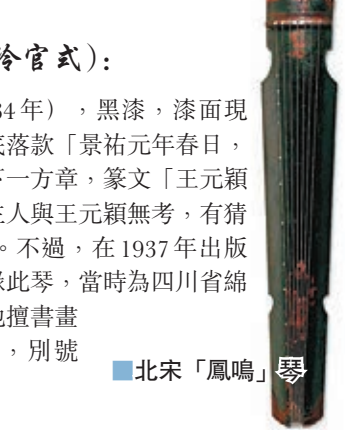 伶官式)：
34年），黑漆，漆面現
底落款「景祐元年春日，
下一方章，篆文「王元穎
主人與王元穎無考，有猜
。不過，在1937年出版
錄此琴，當時為四川省綿
也擅書畫
，別號
■北宋「鳳鳴」琴